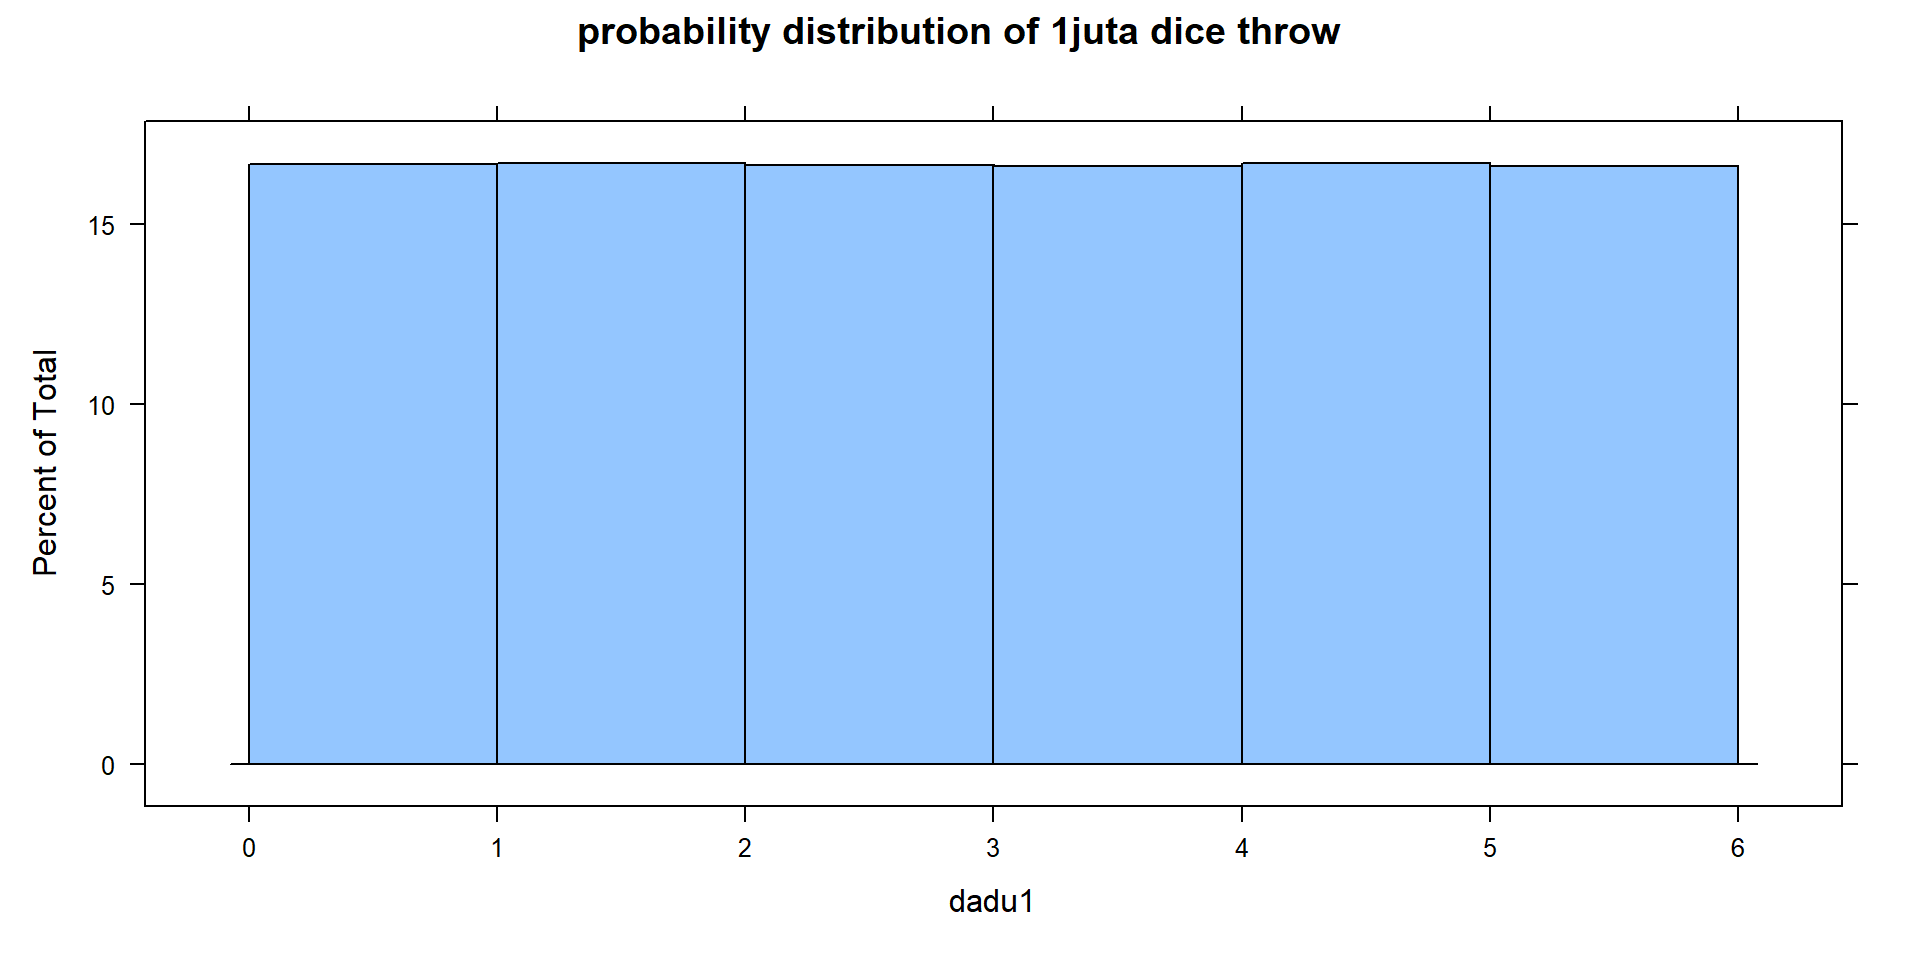 probability distribution of 1juta dice throw
Percent of Total
15
10
5
0
0 1 2 3 4 5 6
dadu1